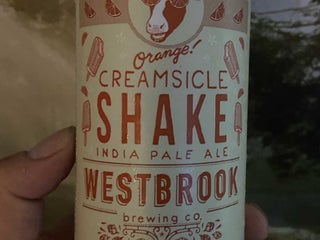 Orange!
CREAMSICLE
SHAKE
INDIA PALE ALE
WESTBROOK
brewing co.